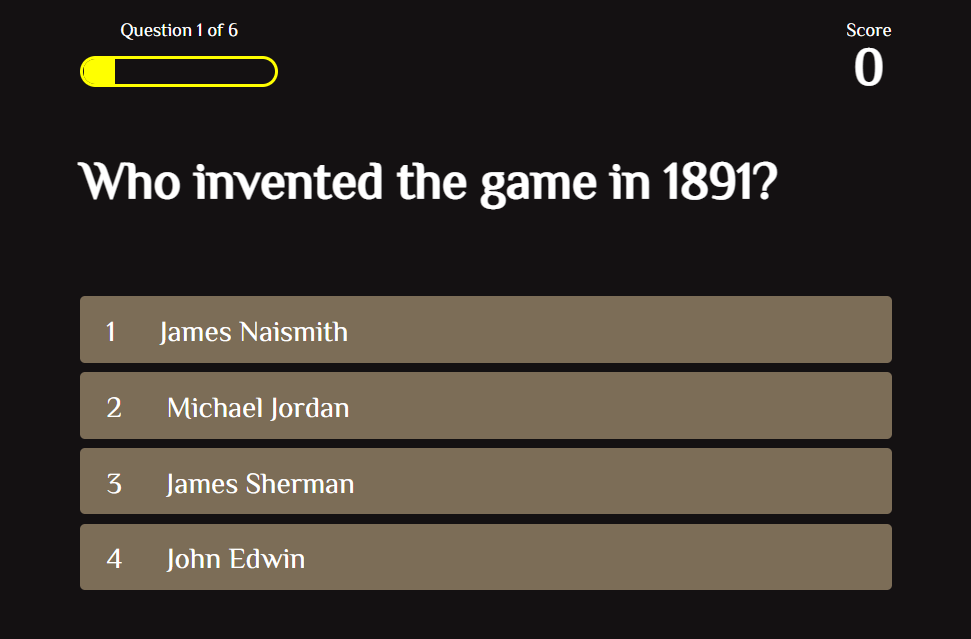 Question 1 of 6
Score
0
Who invented the game in 1891?
1 James Naismith
2 Michael Jordan
3 James Sherman
4 John Edwin